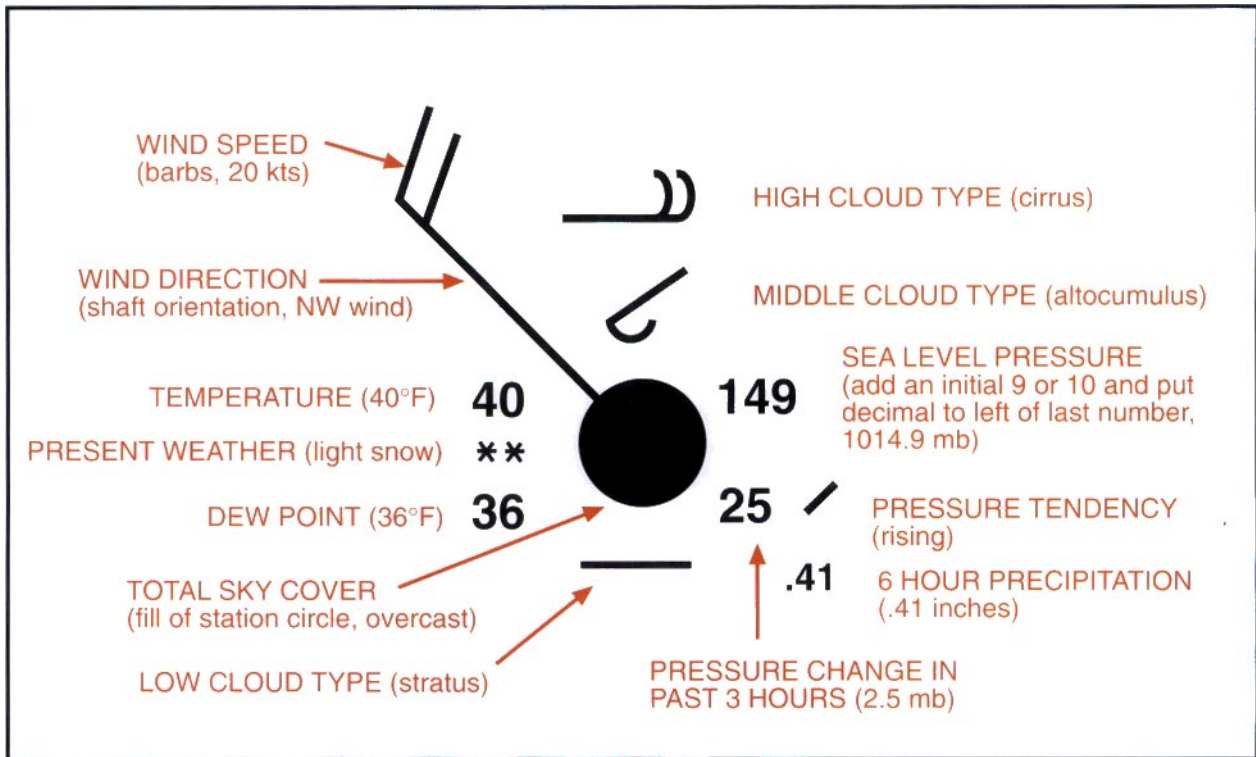 WIND SPEED
(barbs, 20 kts)
HIGH CLOUD TYPE (cirrus)
WIND DIRECTION
(shaft orientation, NW wind)
MIDDLE CLOUD TYPE (altocumulus)
TEMPERATURE (40°F)
40
149
SEA LEVEL PRESSURE
(add an initial 9 or 10 and put
decimal to left of last number,
1014.9 mb)
PRESENT WEATHER (light snow)
**
DEW POINT (36°F)
36
25
PRESSURE TENDENCY
(rising)
TOTAL SKY COVER
(fill of station circle, overcast)
.41
6 HOUR PRECIPITATION
(.41 inches)
LOW CLOUD TYPE (stratus)
PRESSURE CHANGE IN
PAST 3 HOURS (2.5 mb)